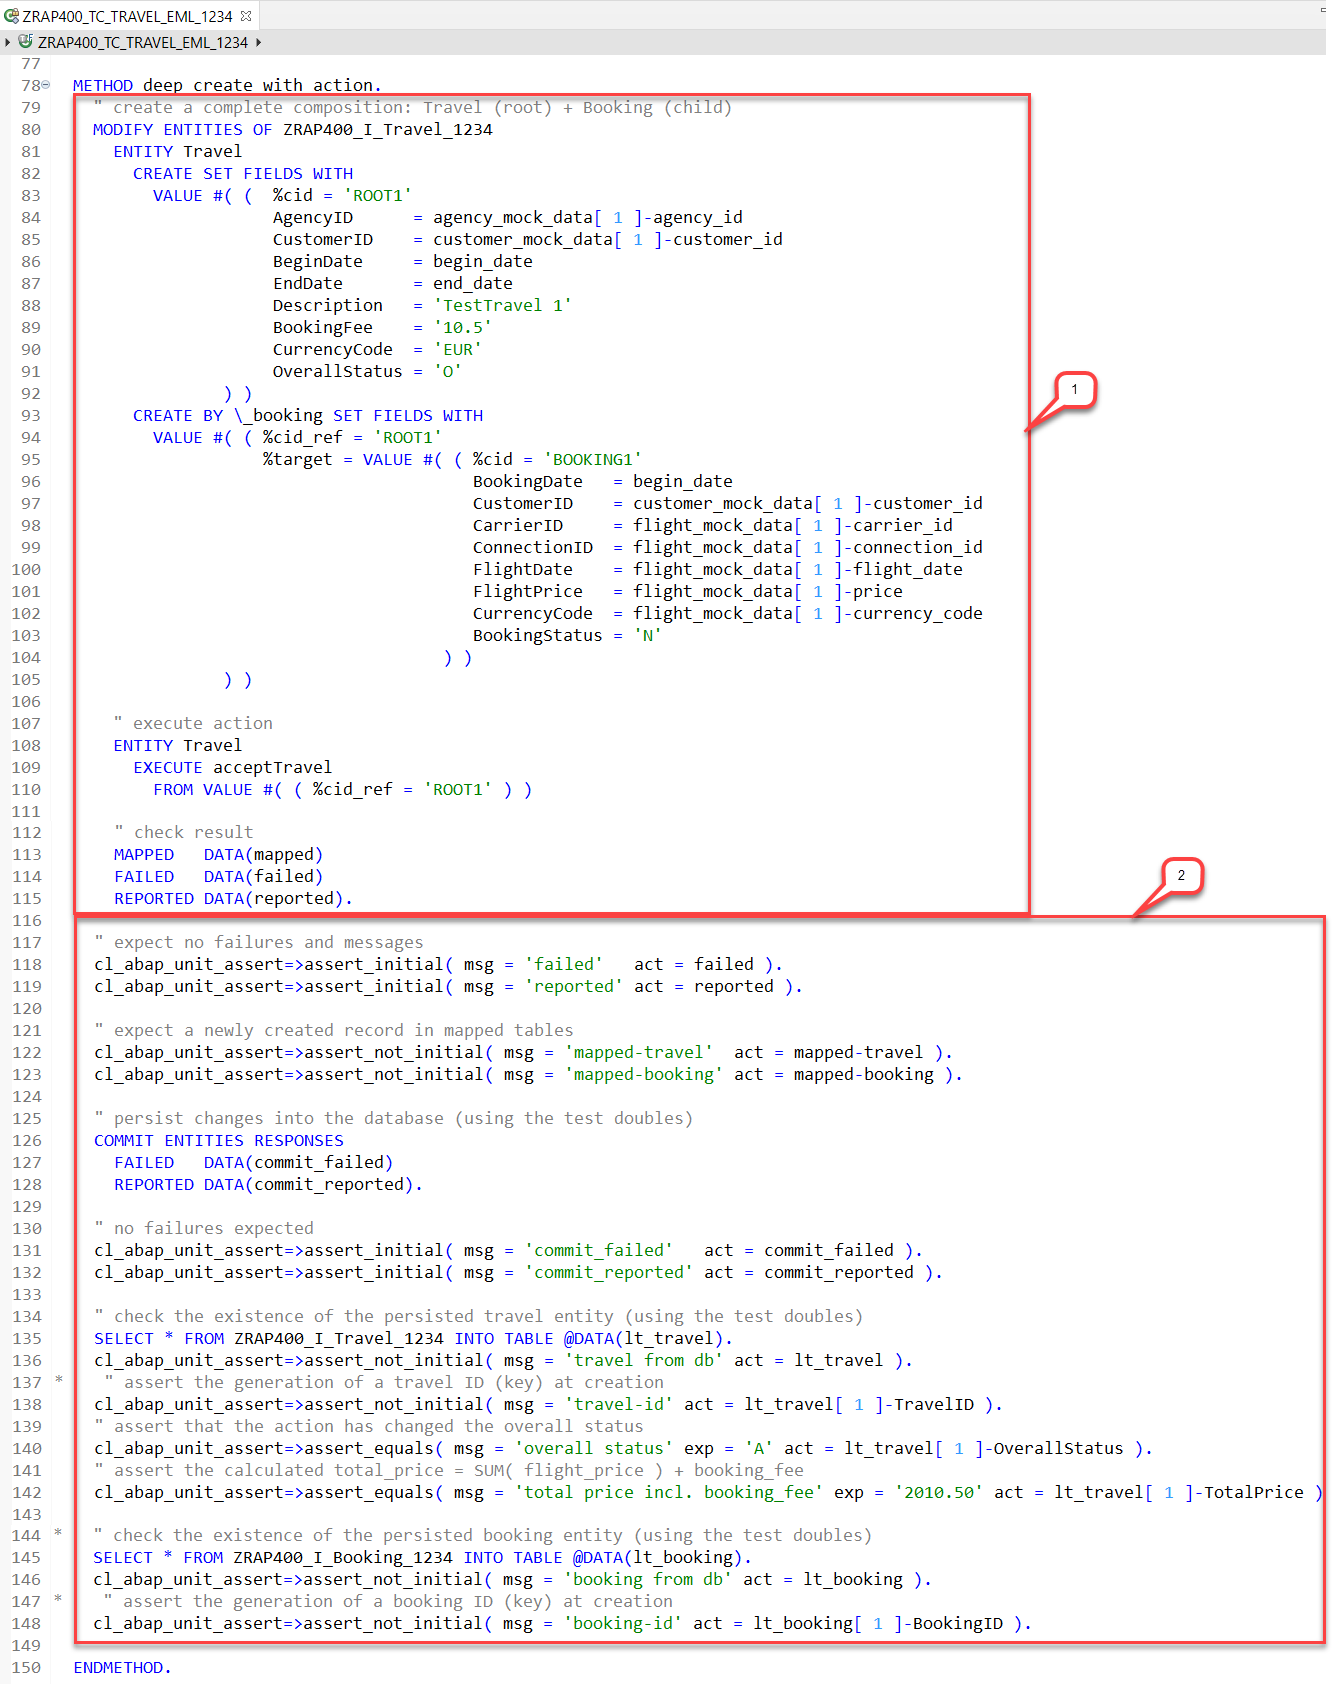 ZRAP400_TC_TRAVEL_EML_1234
ZRAP400_TC_TRAVEL_EML_1234
77
78 METHOD deep_create_with_action.
79 " create a complete composition: Travel (root) + Booking (child)
80 MODIFY ENTITIES OF ZRAP400_I_Travel_1234
81 ENTITY Travel
82 CREATE SET FIELDS WITH
83 VALUE #( ( %cid = 'ROOT1'
84 AgencyID = agency_mock_data[ 1 ]-agency_id
85 CustomerID = customer_mock_data[ 1 ]-customer_id
86 BeginDate = begin_date
87 EndDate = end_date
88 Description = 'TestTravel 1'
89 BookingFee = '10.5'
90 CurrencyCode = 'EUR'
91 OverallStatus = 'O'
92 ) )
93 CREATE BY \_booking SET FIELDS WITH
94 VALUE #( ( %cid_ref = 'ROOT1'
95 %target = VALUE #( ( %cid = 'BOOKING1'
96 BookingDate = begin_date
97 CustomerID = customer_mock_data[ 1 ]-customer_id
98 CarrierID = flight_mock_data[ 1 ]-carrier_id
99 ConnectionID = flight_mock_data[ 1 ]-connection_id
100 FlightDate = flight_mock_data[ 1 ]-flight_date
101 FlightPrice = flight_mock_data[ 1 ]-price
102 CurrencyCode = flight_mock_data[ 1 ]-currency_code
103 BookingStatus = 'N'
104 ) )
105 ) )
106
107 " execute action
108 ENTITY Travel
109 EXECUTE acceptTravel
110 FROM VALUE #( ( %cid_ref = 'ROOT1' ) )
111
112 " check result
113 MAPPED DATA(mapped)
114 FAILED DATA(failed)
115 REPORTED DATA(reported).
1
116
117 " expect no failures and messages
118 cl_abap_unit_assert=>assert_initial( msg = 'failed' act = failed ).
119 cl_abap_unit_assert=>assert_initial( msg = 'reported' act = reported ).
120
121 " expect a newly created record in mapped tables
122 cl_abap_unit_assert=>assert_not_initial( msg = 'mapped-travel' act = mapped-travel ).
123 cl_abap_unit_assert=>assert_not_initial( msg = 'mapped-booking' act = mapped-booking ).
124
125 " persist changes into the database (using the test doubles)
126 COMMIT ENTITIES RESPONSES
127 FAILED DATA(commit_failed)
128 REPORTED DATA(commit_reported).
129
130 " no failures expected
131 cl_abap_unit_assert=>assert_initial( msg = 'commit_failed' act = commit_failed ).
132 cl_abap_unit_assert=>assert_initial( msg = 'commit_reported' act = commit_reported ).
133
134 " check the existence of the persisted travel entity (using the test doubles)
135 SELECT * FROM ZRAP400_I_Travel_1234 INTO TABLE @DATA(lt_travel).
136 cl_abap_unit_assert=>assert_not_initial( msg = 'travel from db' act = lt_travel ).
137 * " assert the generation of a travel ID (key) at creation
138 cl_abap_unit_assert=>assert_not_initial( msg = 'travel-id' act = lt_travel[ 1 ]-TravelID ).
139 " assert that the action has changed the overall status
140 cl_abap_unit_assert=>assert_equals( msg = 'overall status' exp = 'A' act = lt_travel[ 1 ]-OverallStatus ).
141 " assert the calculated total_price = SUM( flight_price ) + booking_fee
142 cl_abap_unit_assert=>assert_equals( msg = 'total price incl. booking_fee' exp = '2010.50' act = lt_travel[ 1 ]-TotalPrice )
143
144 * " check the existence of the persisted booking entity (using the test doubles)
145 SELECT * FROM ZRAP400_I_Booking_1234 INTO TABLE @DATA(lt_booking).
146 cl_abap_unit_assert=>assert_not_initial( msg = 'booking from db' act = lt_booking ).
147 * " assert the generation of a booking ID (key) at creation
148 cl_abap_unit_assert=>assert_not_initial( msg = 'booking-id' act = lt_booking[ 1 ]-BookingID ).
149
150 ENDMETHOD.
2